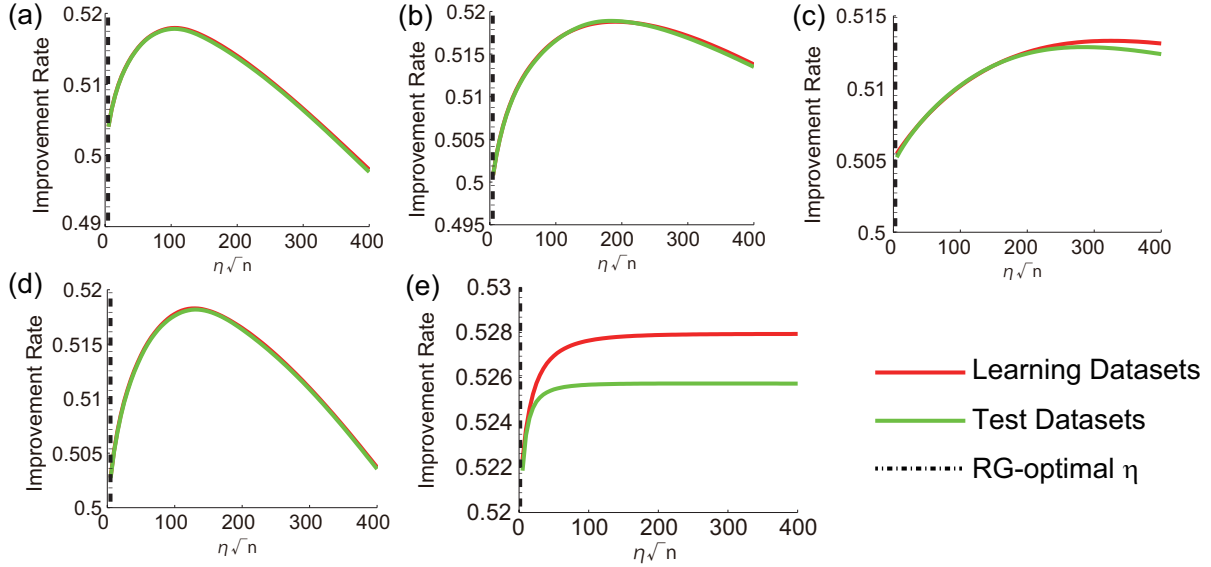 (a)
0.52
0.51
0.5
0.49
Improvement Rate
0 100 200 300 400
η√n
(b)
0.52
0.515
0.51
0.505
0.5
0.495
Improvement Rate
0 100 200 300 400
η√n
(c)
0.515
0.51
0.505
0.5
Improvement Rate
0 100 200 300 400
η√n
(d)
0.52
0.515
0.51
0.505
0.5
Improvement Rate
0 100 200 300 400
η√n
(e)
0.53
0.528
0.526
0.524
0.522
0.52
Improvement Rate
0 100 200 300 400
η√n
Learning Datasets
Test Datasets
RG-optimal η